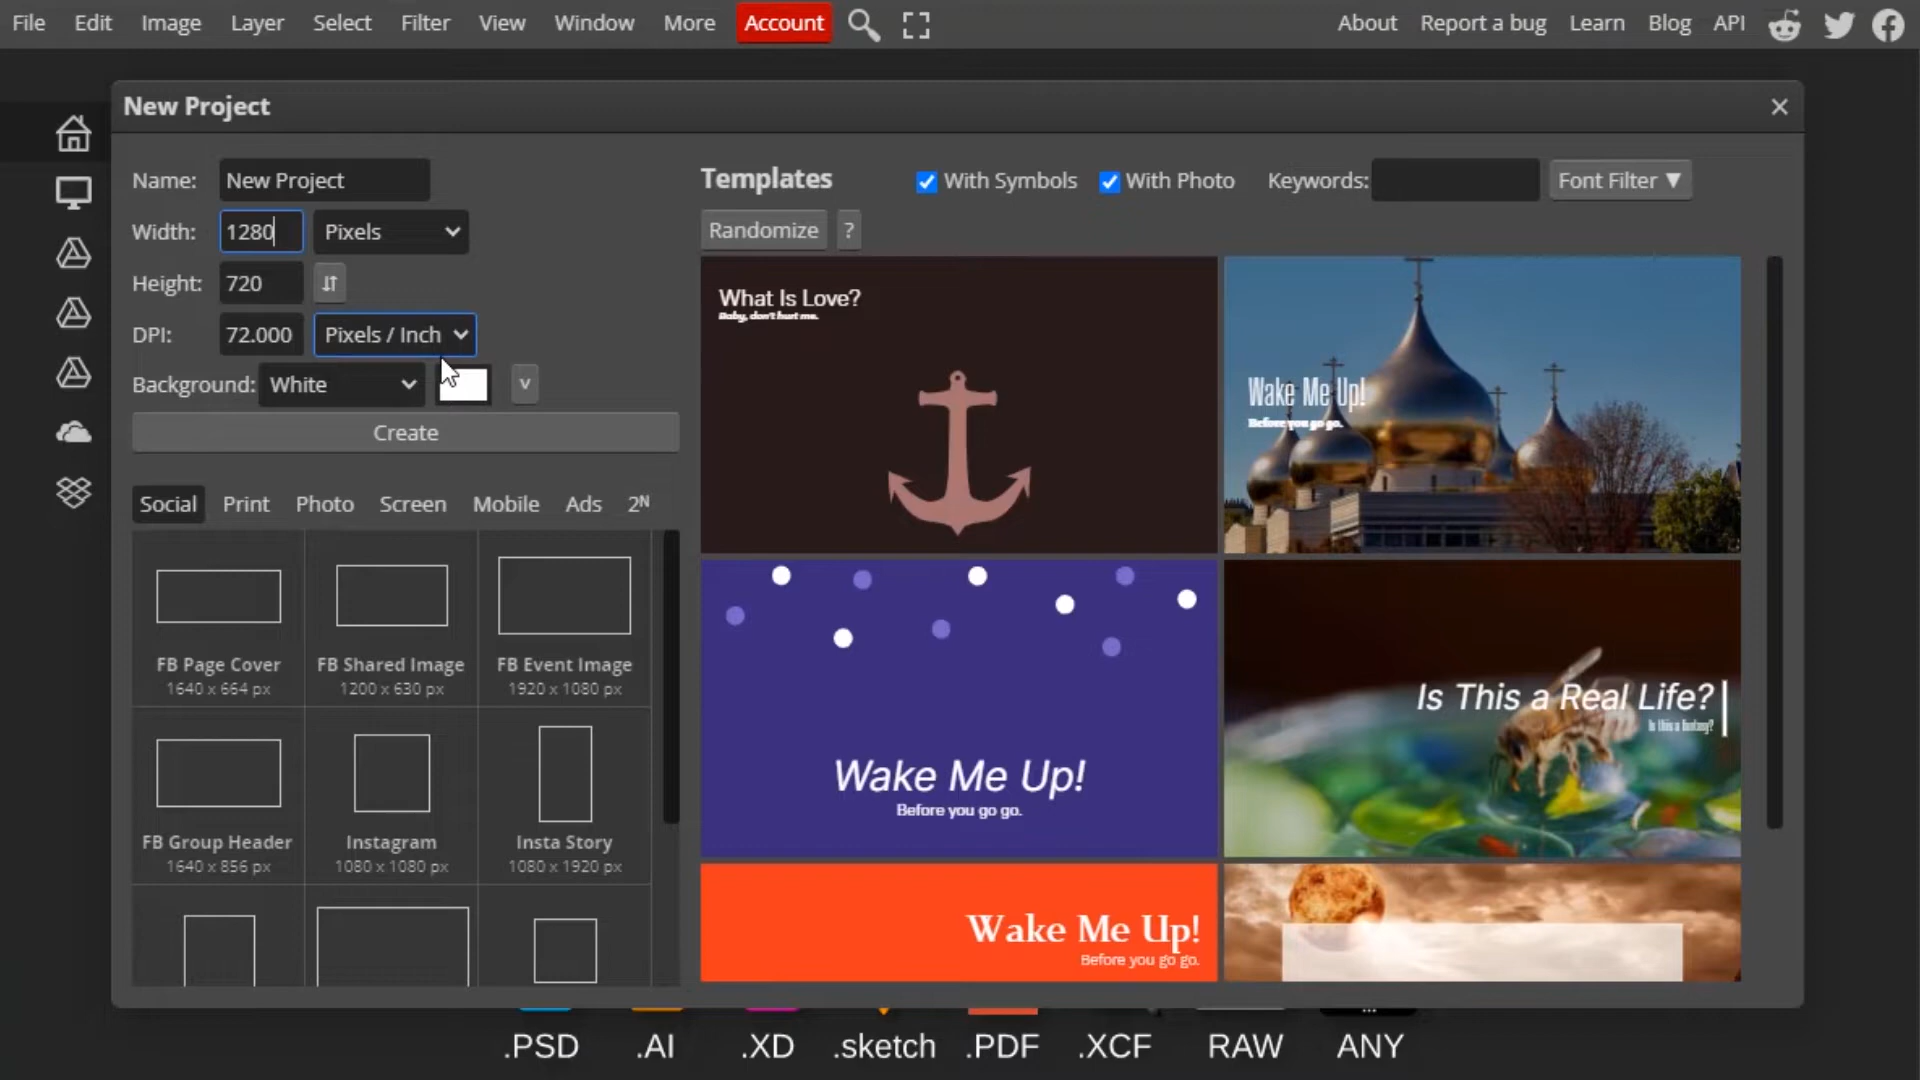 File Edit Image Layer Select Filter View Window More Account About Report a bug Learn Blog API
New Project
Name: New Project
Width: 1280 Pixels
Height: 720
DPI: 72.000 Pixels / Inch
Background: White v
Create
Social Print Photo Screen Mobile Ads 2ᴺ
FB Page Cover
1640 x 664 px
FB Shared Image
1200 x 630 px
FB Event Image
1920 x 1080 px
FB Group Header
1640 x 856 px
Instagram
1080 x 1080 px
Insta Story
1080 x 1920 px
Templates With Symbols With Photo Keywords: Font Filter ▼
Randomize ?
What Is Love?
Baby, don't hurt me.
Wake Me Up!
Before you go go.
Wake Me Up!
Before you go go.
Is This a Real Life?
Is this a fantasy?
Wake Me Up!
Before you go go.
.PSD .AI .XD .sketch .PDF .XCF RAW ANY